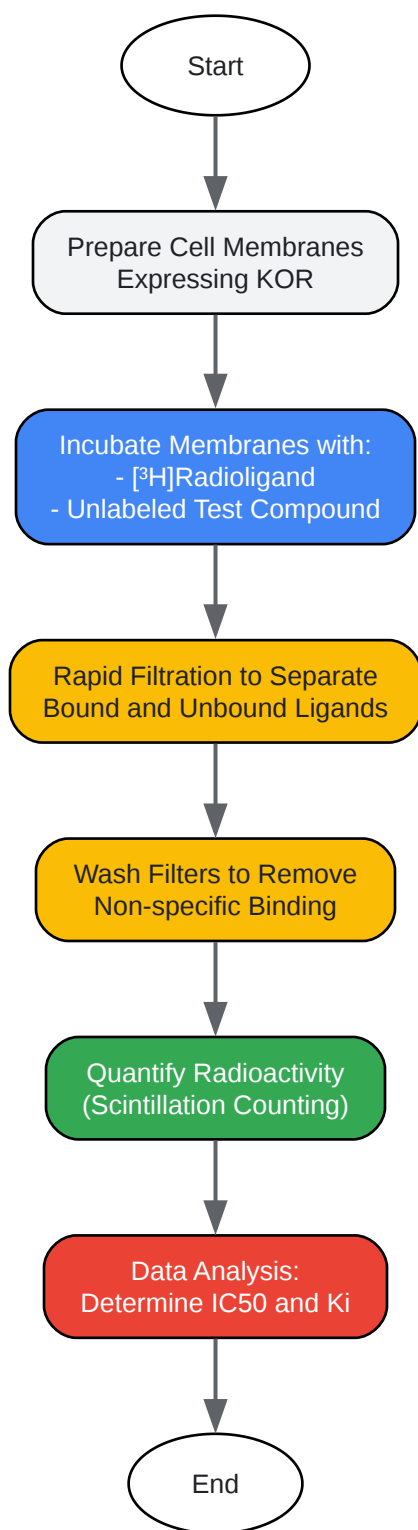 Start
Prepare Cell Membranes
Expressing KOR
Incubate Membranes with:
- [³H]Radioligand
- Unlabeled Test Compound
Rapid Filtration to Separate
Bound and Unbound Ligands
Wash Filters to Remove
Non-specific Binding
Quantify Radioactivity
(Scintillation Counting)
Data Analysis:
Determine IC50 and Ki
End